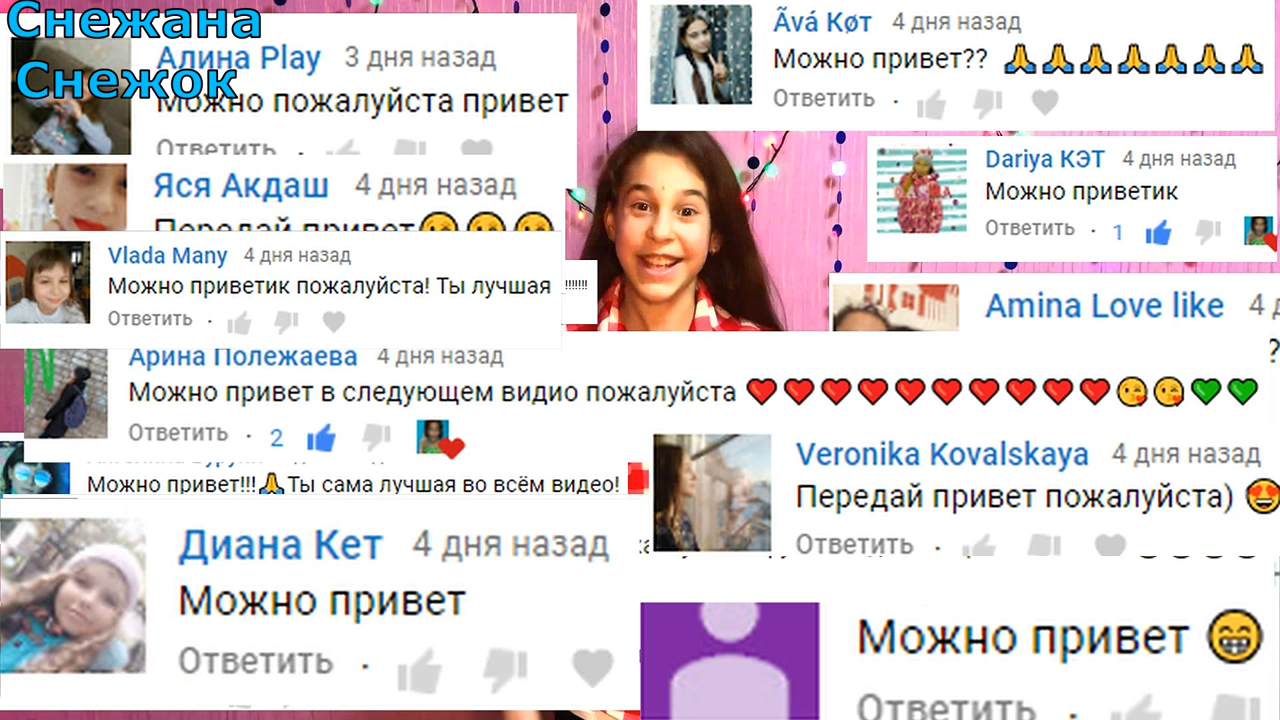 Снежана
Снежок
Алина Play 3 дня назад
Можно пожалуйста привет
Ответить
Яся Акдаш 4 дня назад
Передай привет😉😉😉
Vlada Many 4 дня назад
Можно приветик пожалуйста! Ты лучшая !!!!!!!
Ответить
Арина Полежаева 4 дня назад
Можно привет в следующем видио пожалуйста ❤❤❤❤❤❤❤❤❤❤😘😘💚💚
Ответить · 2
Можно привет!!!🙏Ты сама лучшая во всём видео!
Диана Кет 4 дня назад
Можно привет
Ответить ·
Ãvá Køt 4 дня назад
Можно привет?? 🙏🙏🙏🙏🙏🙏🙏
Ответить ·
Dariya КЭТ 4 дня назад
Можно приветик
Ответить · 1
Amina Love like 4 д
?
Veronika Kovalskaya 4 дня назад
Передай привет пожалуйста) 😍
Ответить ·
Можно привет 😁
Ответить ·